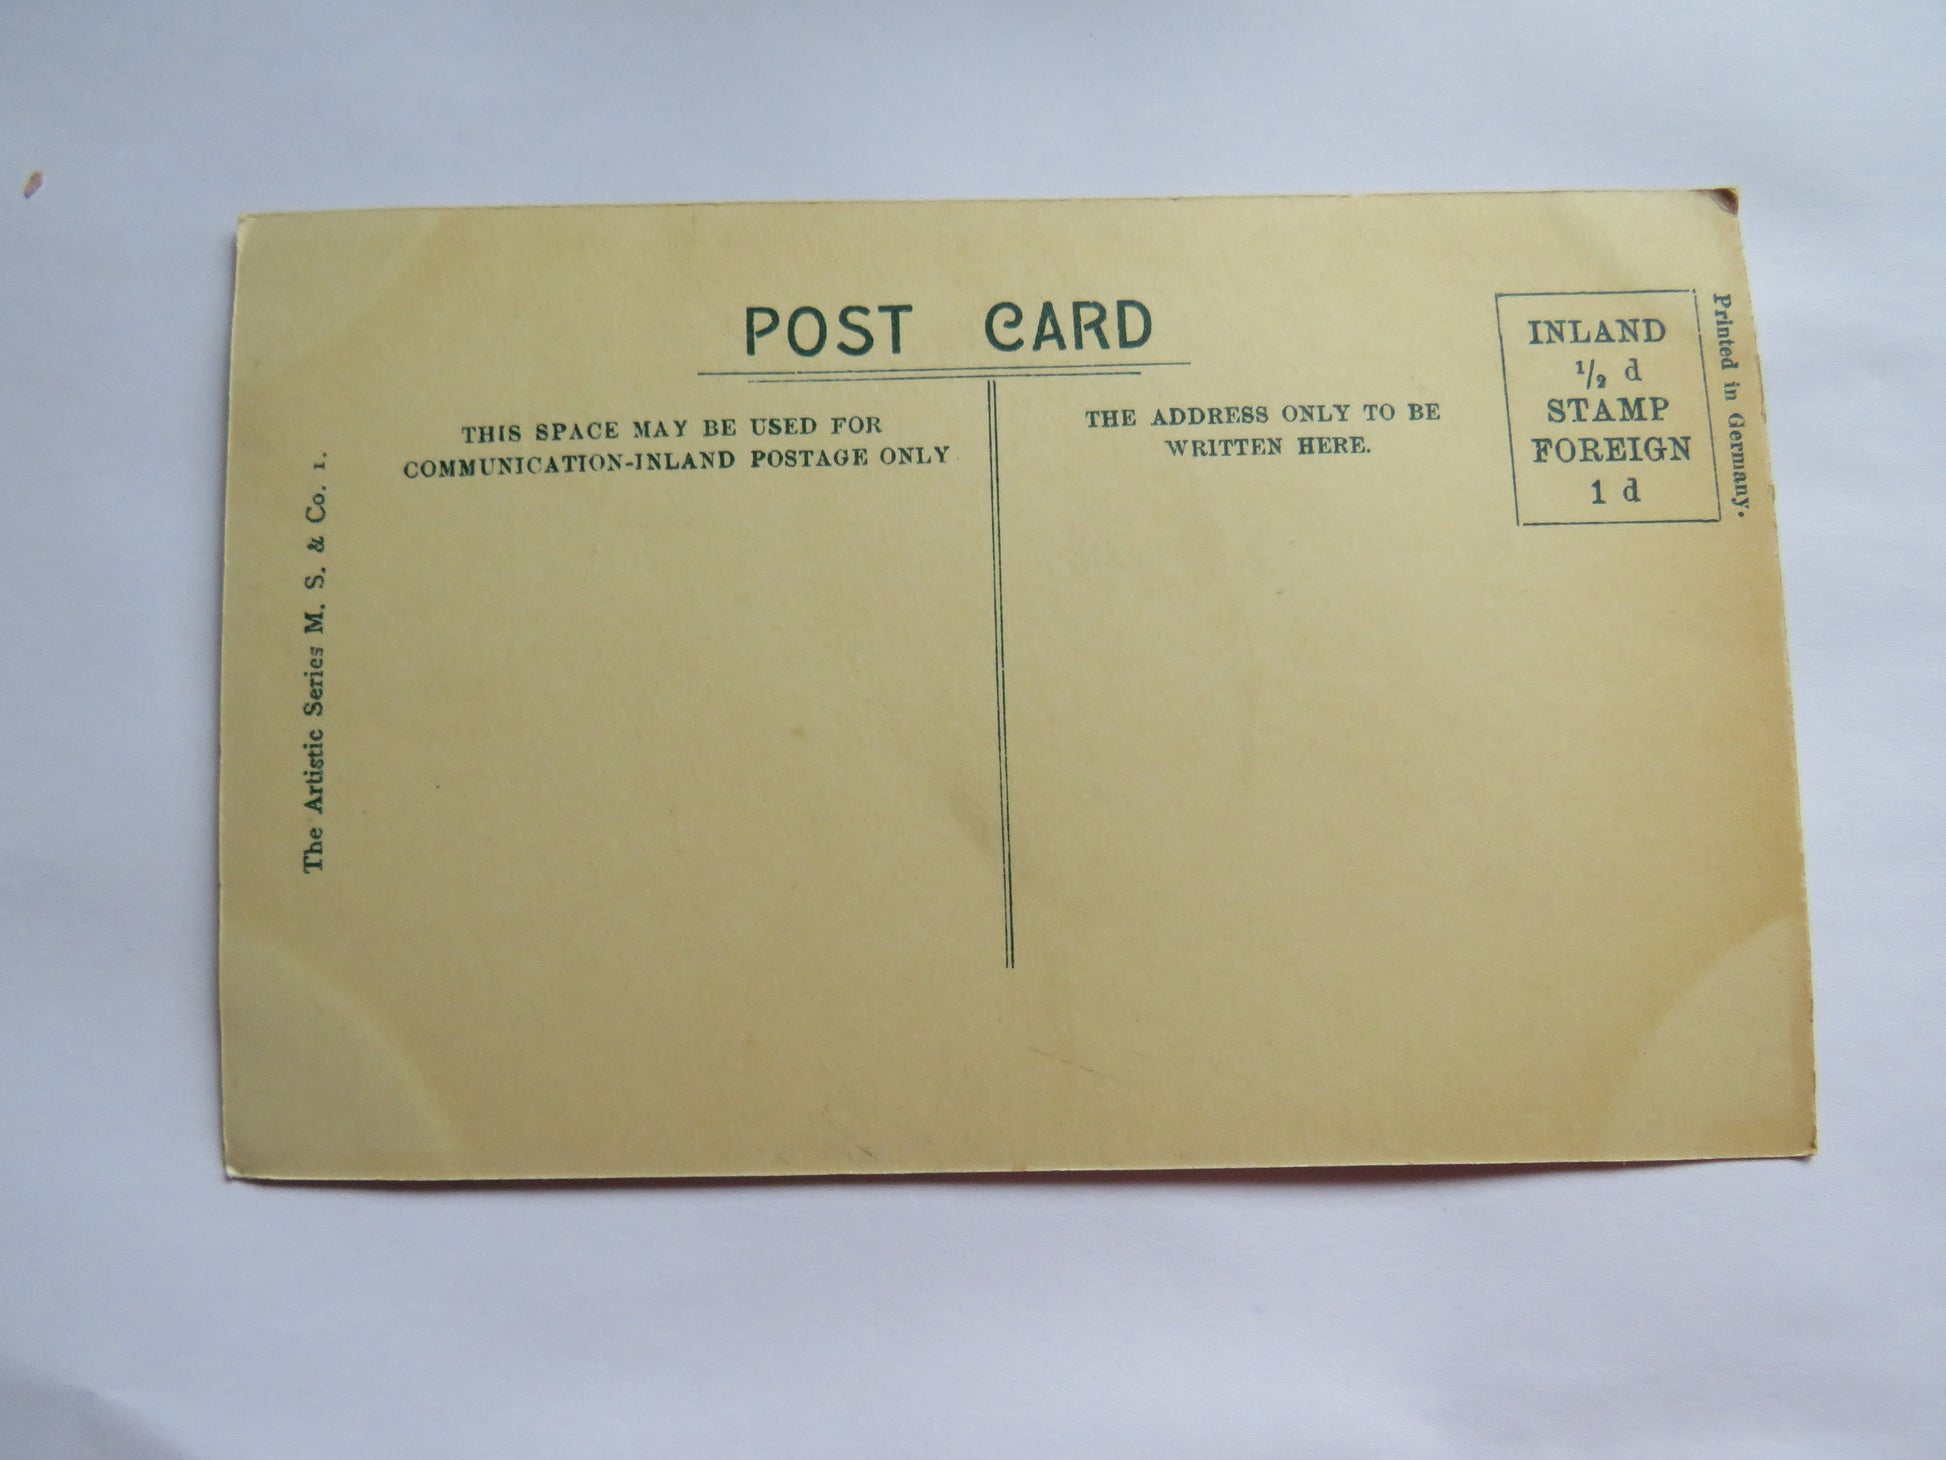 POST CARD
THIS SPACE MAY BE USED FOR
COMMUNICATION-INLAND POSTAGE ONLY
THE ADDRESS ONLY TO BE
WRITTEN HERE.
INLAND
1/2 d
STAMP
FOREIGN
1 d
Printed in Germany.
The Artistic Series M. S. & Co. 1.